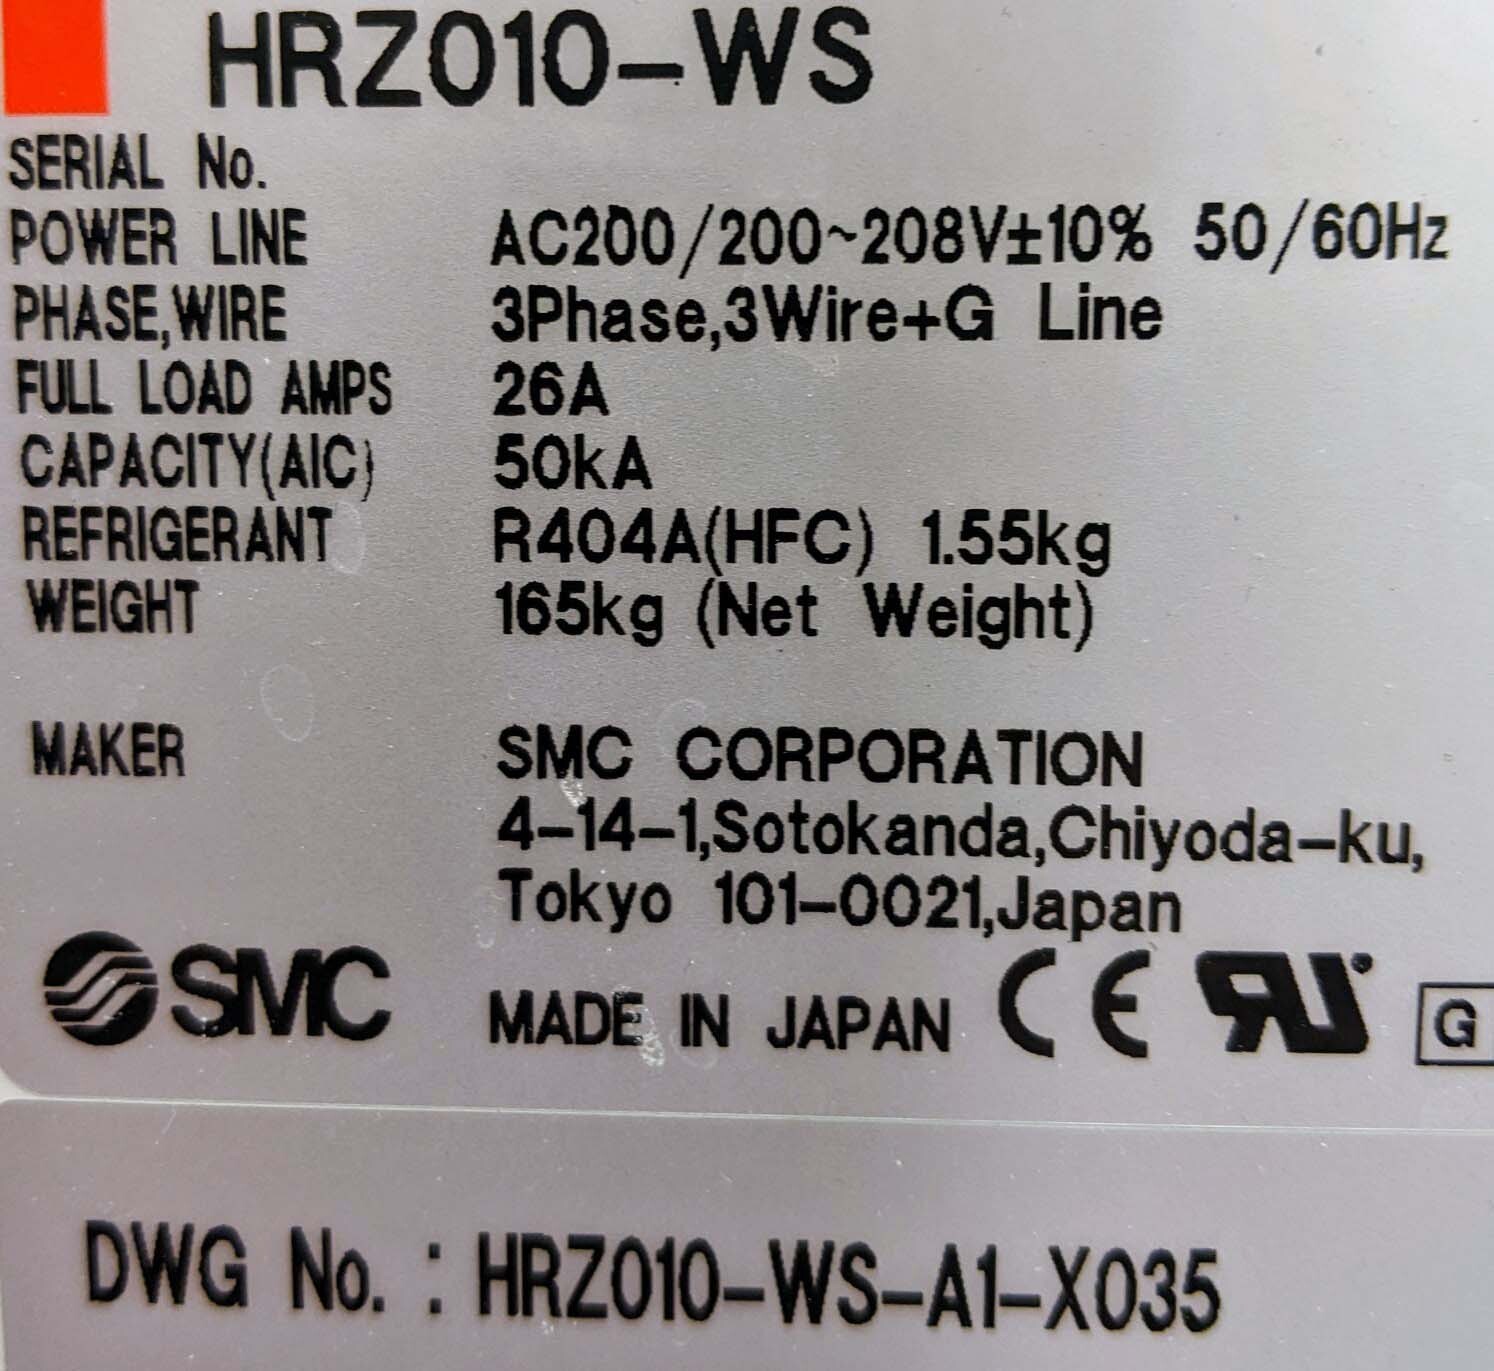 HRZ010-WS
SERIAL No.
POWER LINE AC200/200~208V±10% 50/60Hz
PHASE,WIRE 3Phase,3Wire+G Line
FULL LOAD AMPS 26A
CAPACITY(AIC) 50kA
REFRIGERANT R404A(HFC) 1.55kg
WEIGHT 165kg (Net Weight)
MAKER SMC CORPORATION
4-14-1,Sotokanda,Chiyoda-ku,
Tokyo 101-0021,Japan
SMC MADE IN JAPAN CE RU G
DWG No. : HRZ010-WS-A1-X035